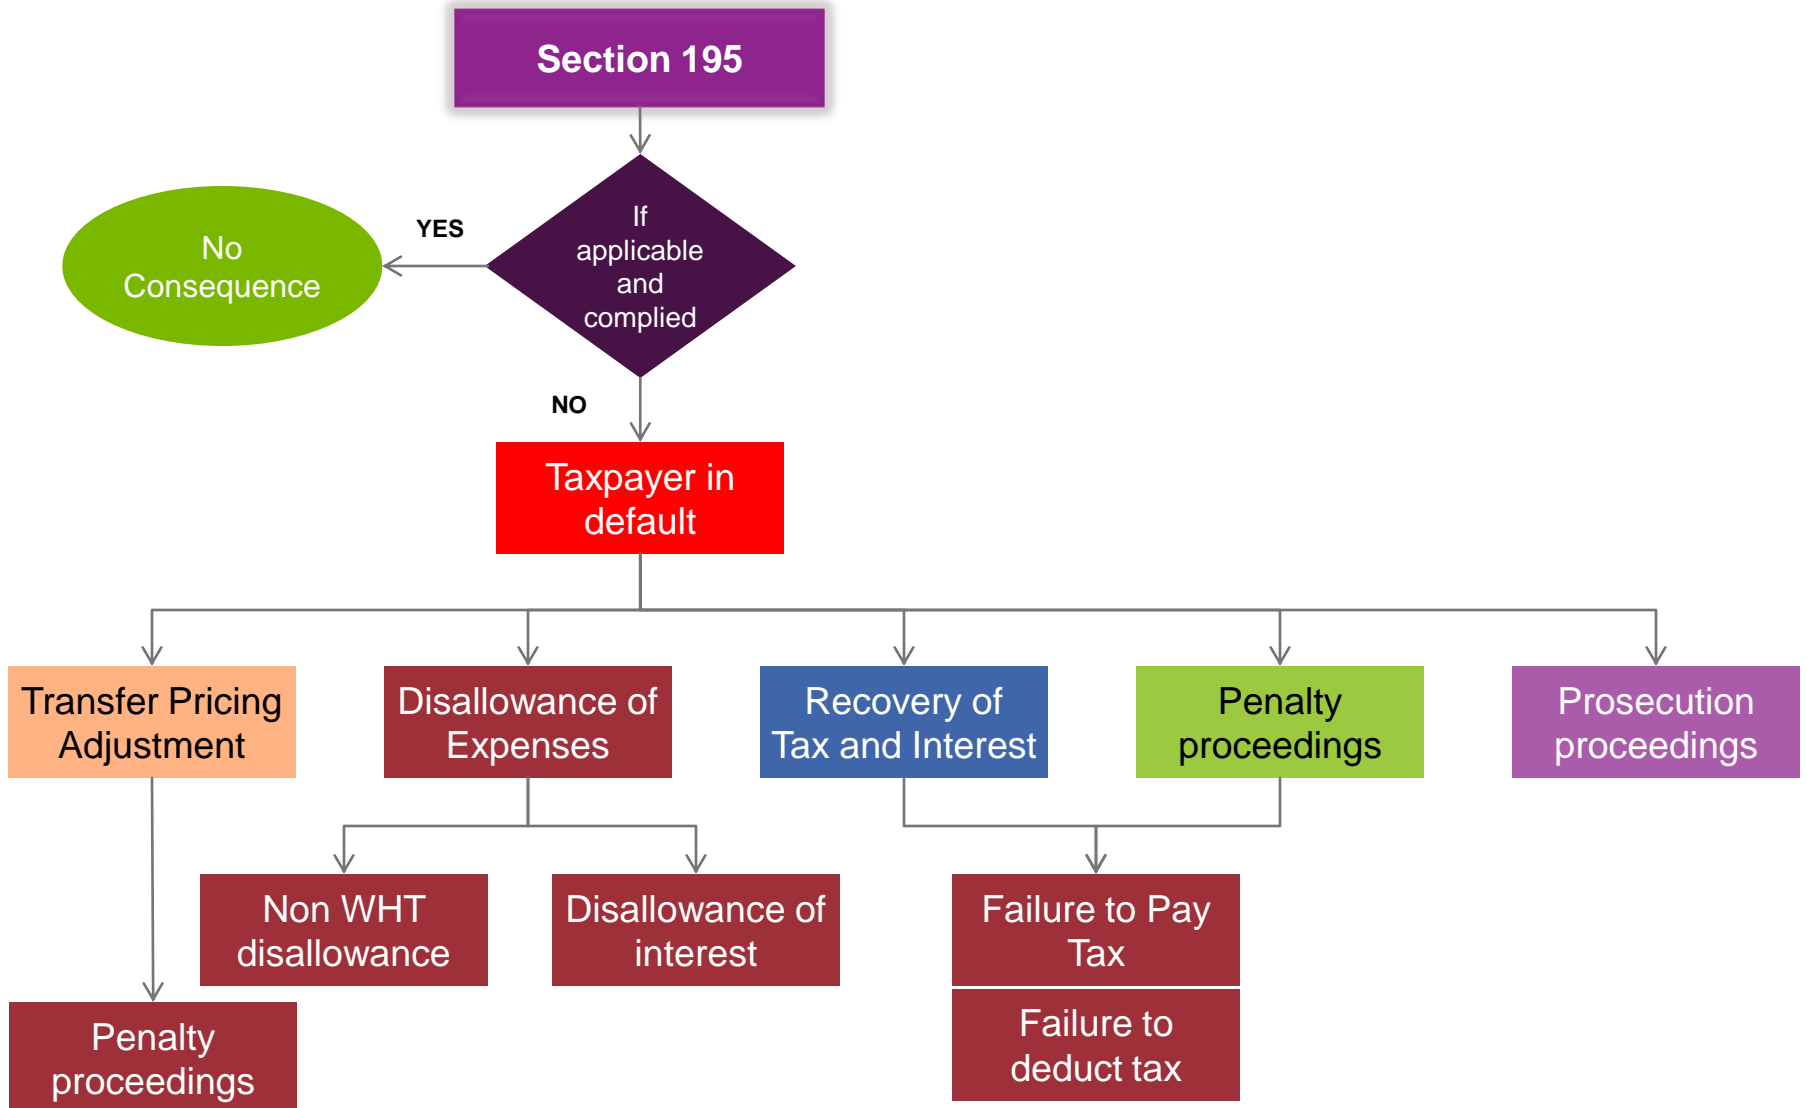 Section 195
If
applicable
and
complied
YES
No
Consequence
NO
Taxpayer in
default
Transfer Pricing
Adjustment
Disallowance of
Expenses
Recovery of
Tax and Interest
Penalty
proceedings
Prosecution
proceedings
Non WHT
disallowance
Disallowance of
interest
Failure to Pay
Tax
Failure to
deduct tax
Penalty
proceedings